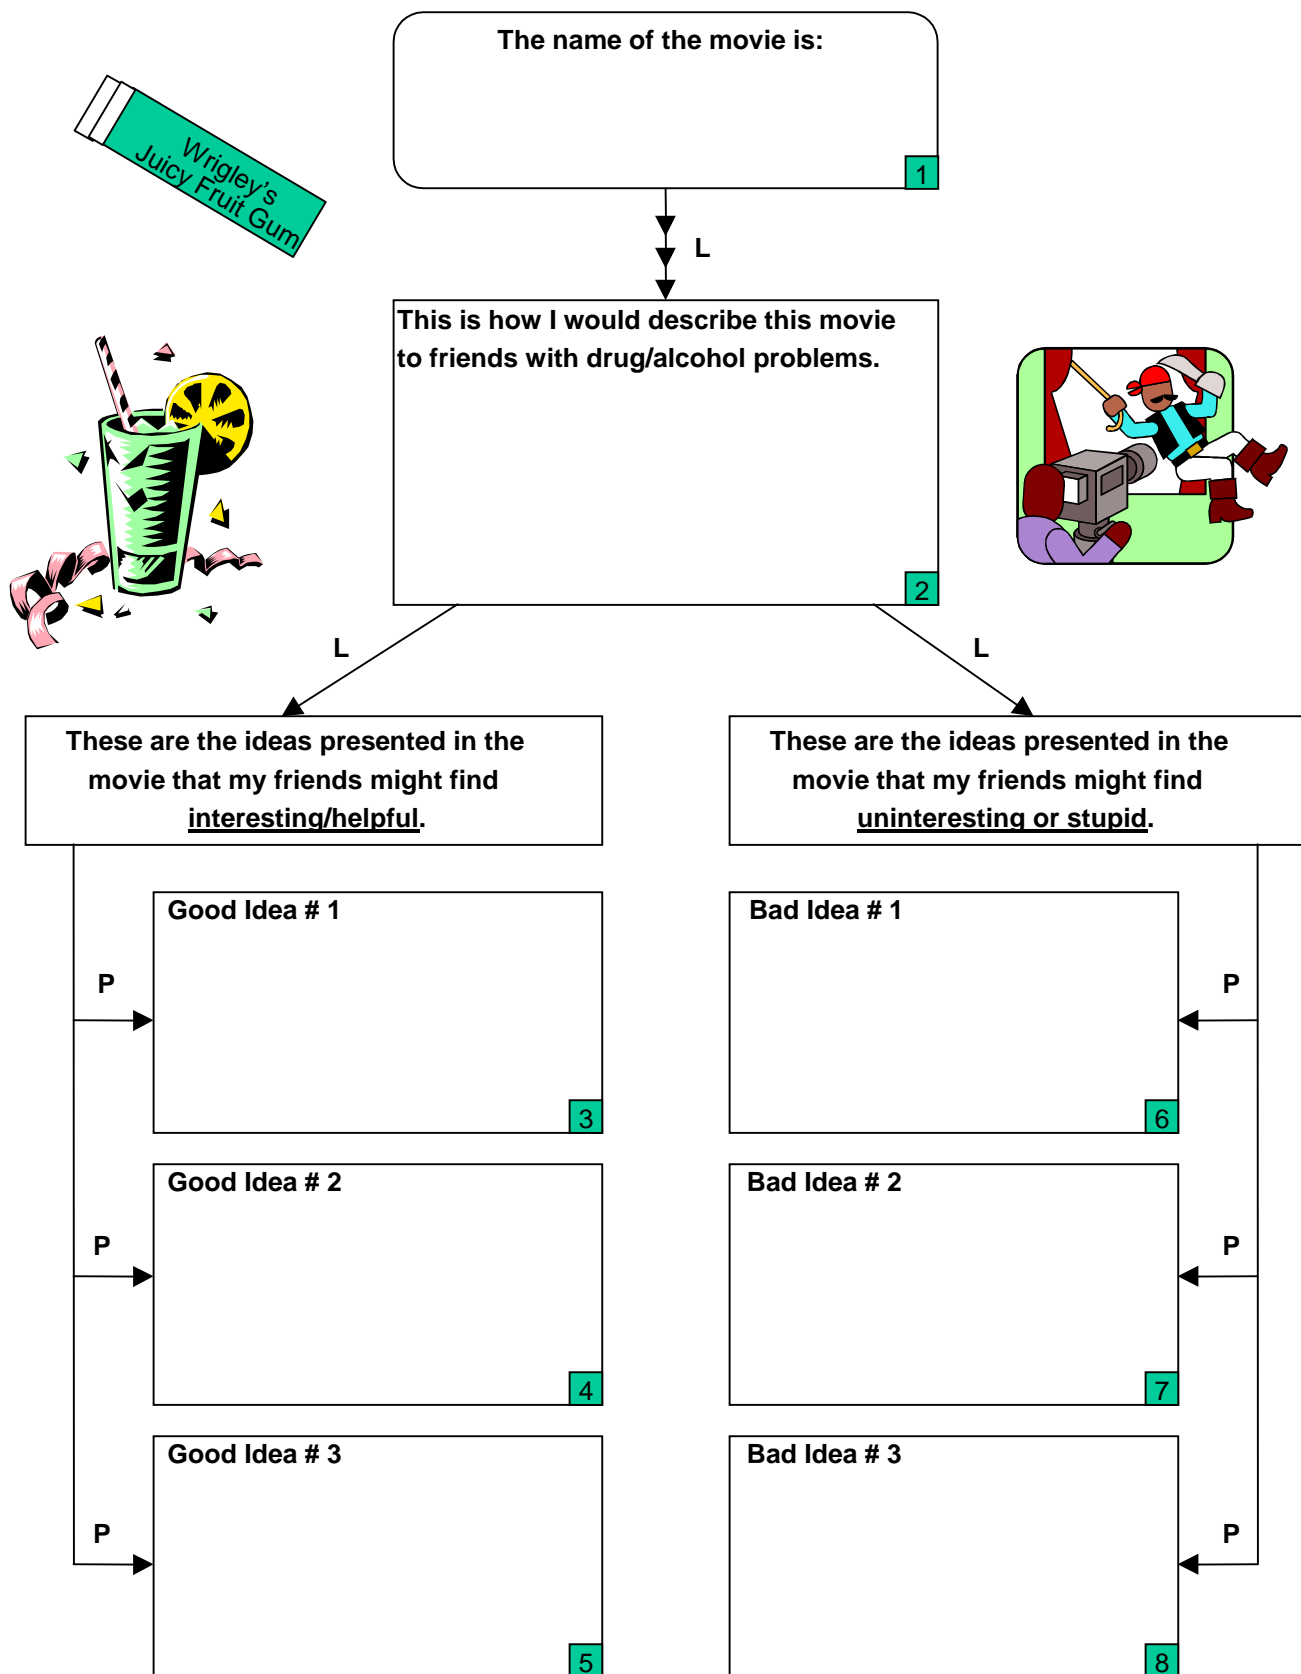 The name of the movie is:
Wrigley's
Juicy Fruit Gum
1
L
This is how I would describe this movie
to friends with drug/alcohol problems.
2
L
L
These are the ideas presented in the
movie that my friends might find
interesting/helpful.
These are the ideas presented in the
movie that my friends might find
uninteresting or stupid.
Good Idea # 1
P
3
Bad Idea # 1
P
6
Good Idea # 2
P
4
Bad Idea # 2
P
7
Good Idea # 3
P
5
Bad Idea # 3
P
8